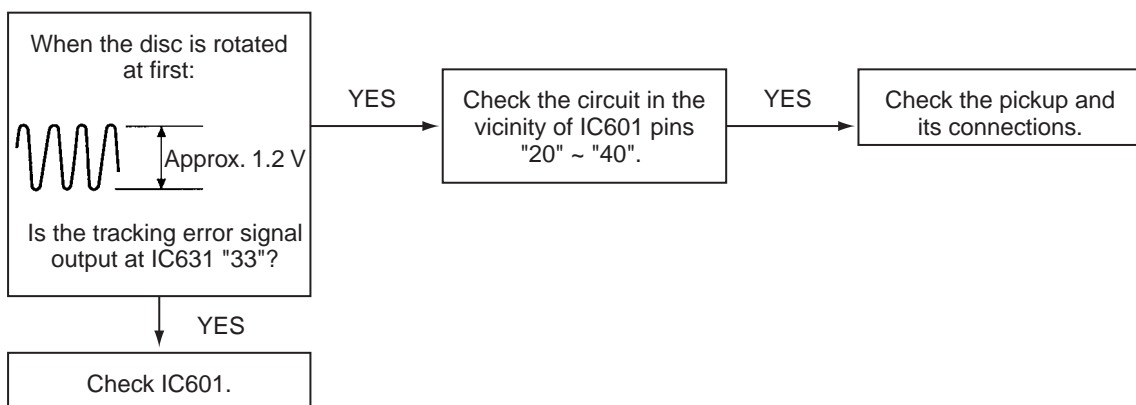 When the disc is rotated
at first:
Approx. 1.2 V
Is the tracking error signal
output at IC631 "33"?
YES
Check the circuit in the
vicinity of IC601 pins
"20" ~ "40".
YES
Check the pickup and
its connections.
YES
Check IC601.